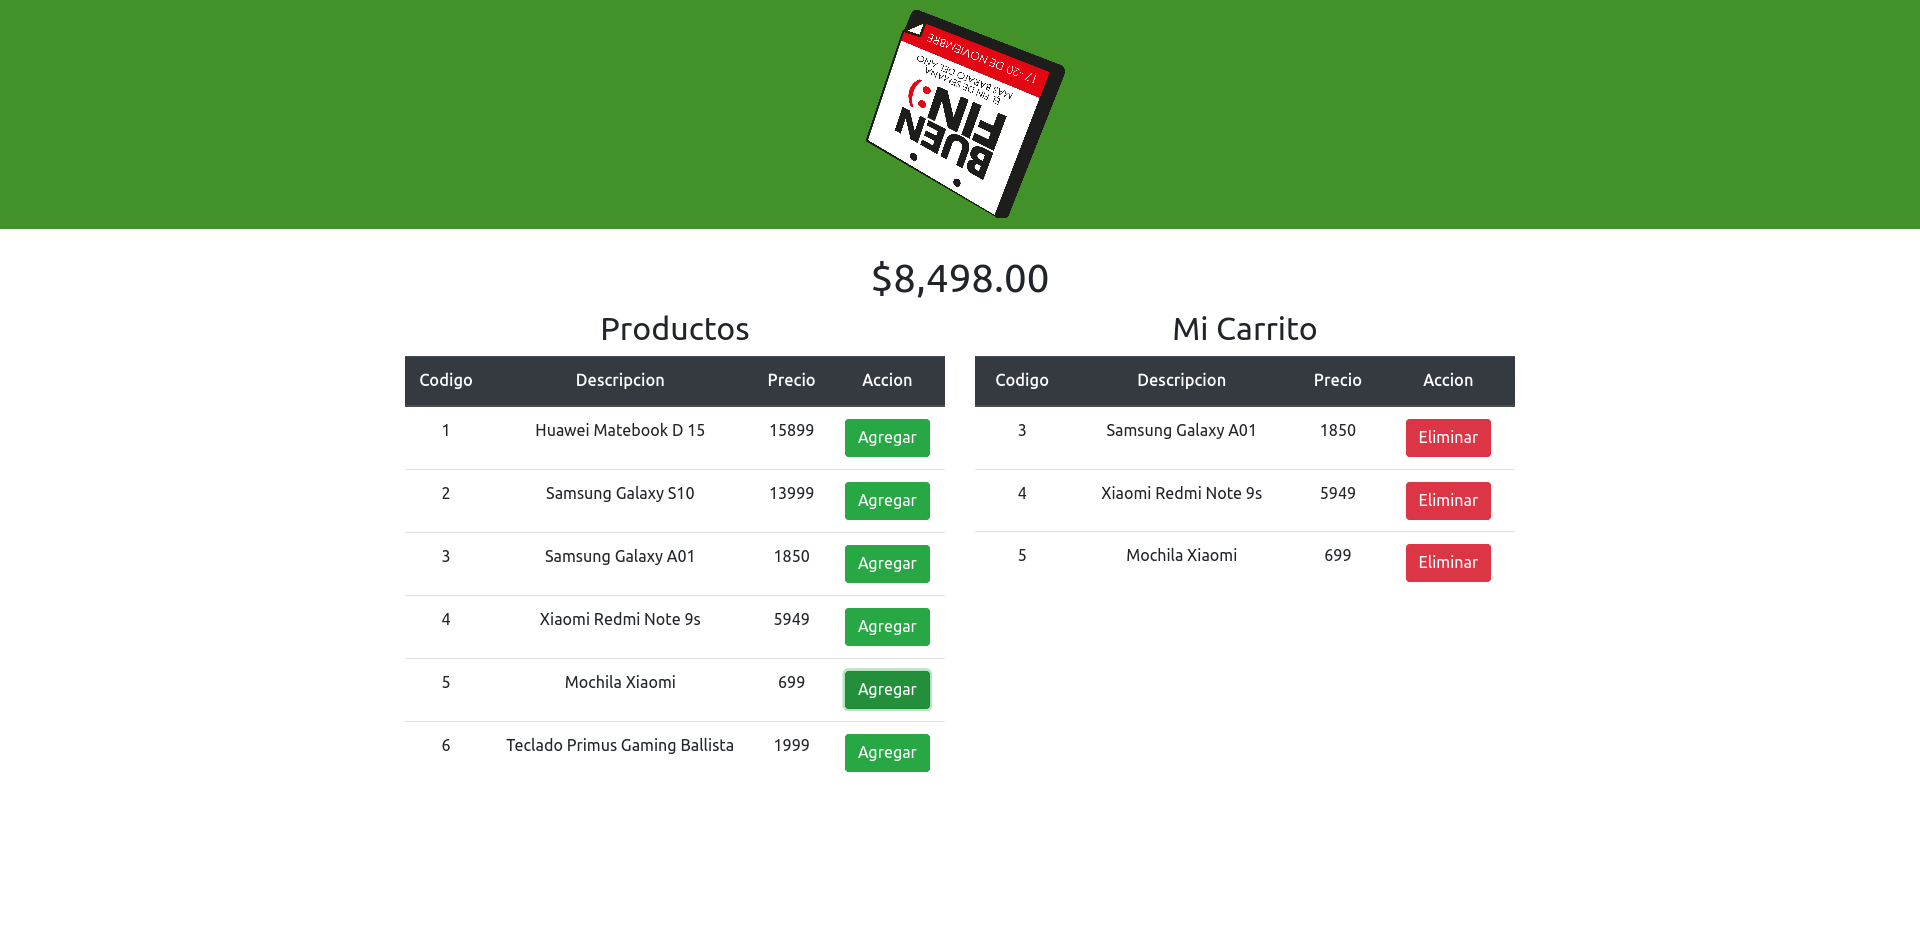 17-20 DE NOVIEMBRE
EL FIN DE SEMANA
MÁS BARATO DEL AÑO
BUEN
FIN:)
$8,498.00
Productos
Codigo Descripcion Precio Accion
1 Huawei Matebook D 15 15899 Agregar
2 Samsung Galaxy S10 13999 Agregar
3 Samsung Galaxy A01 1850 Agregar
4 Xiaomi Redmi Note 9s 5949 Agregar
5 Mochila Xiaomi 699 Agregar
6 Teclado Primus Gaming Ballista 1999 Agregar
Mi Carrito
Codigo Descripcion Precio Accion
3 Samsung Galaxy A01 1850 Eliminar
4 Xiaomi Redmi Note 9s 5949 Eliminar
5 Mochila Xiaomi 699 Eliminar